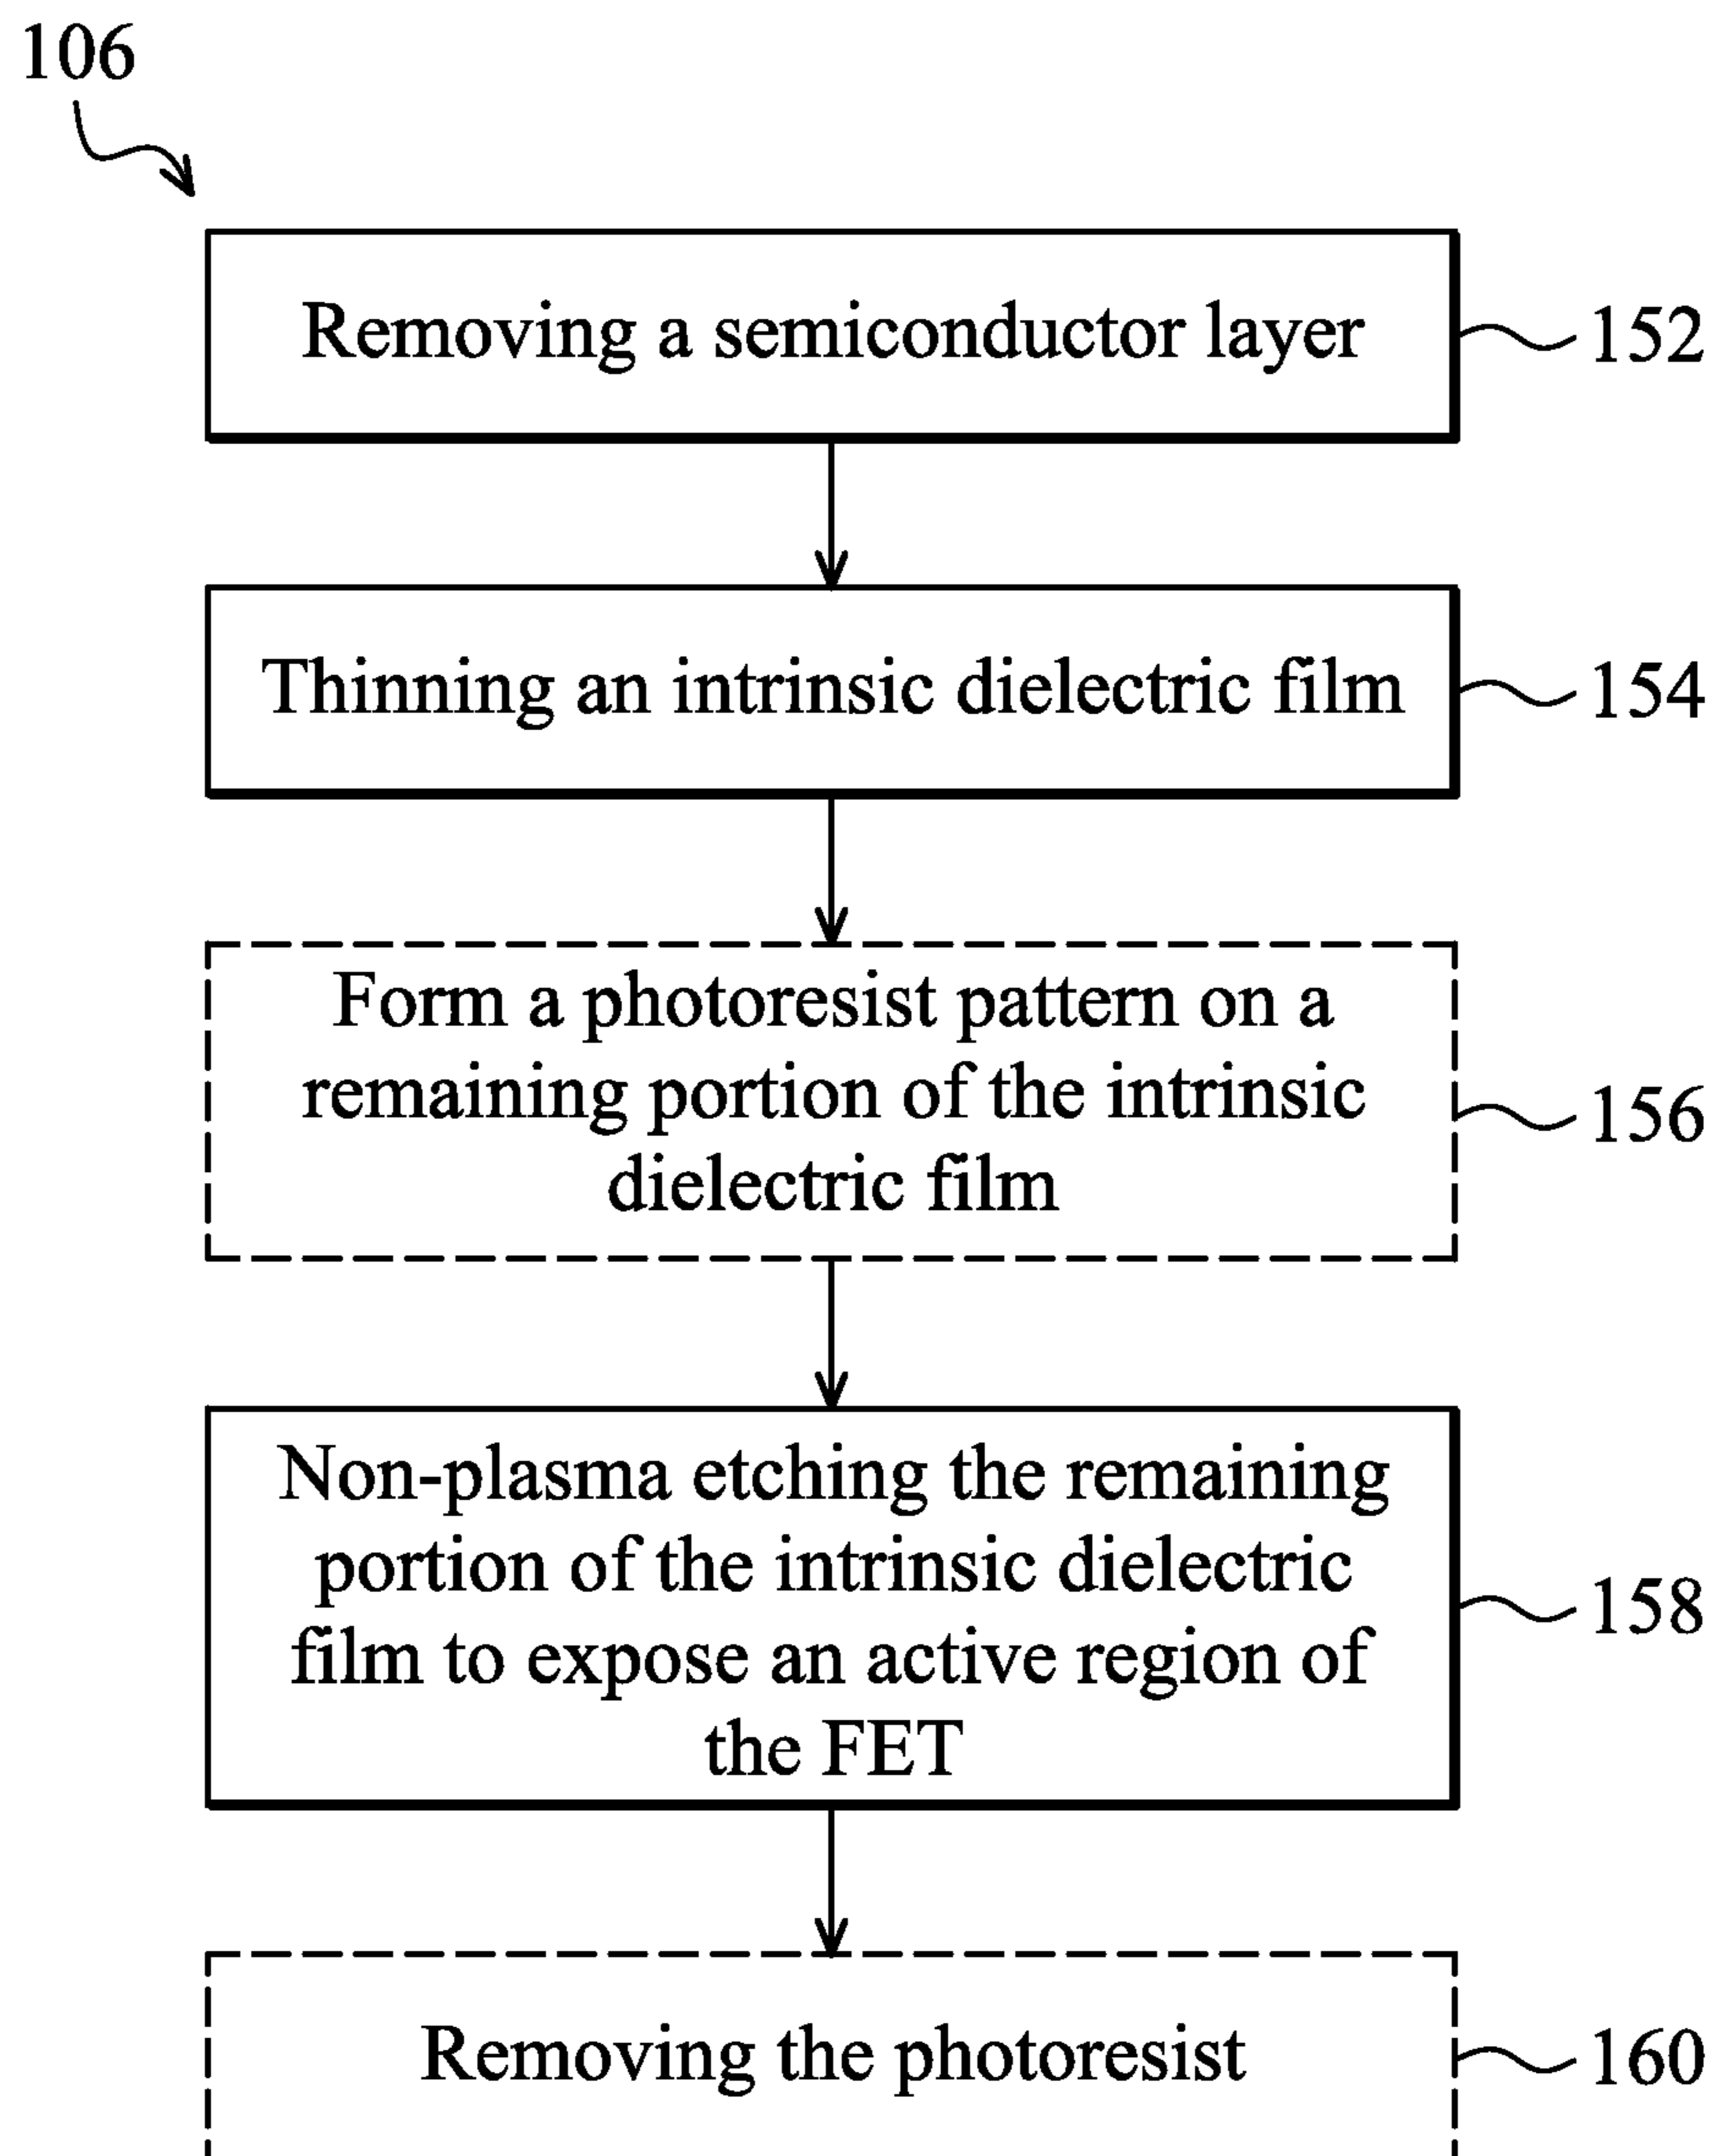 106
Removing a semiconductor layer
152
Thinning an intrinsic dielectric film
154
Form a photoresist pattern on a
remaining portion of the intrinsic
dielectric film
156
Non-plasma etching the remaining
portion of the intrinsic dielectric
film to expose an active region of
the FET
158
Removing the photoresist
160